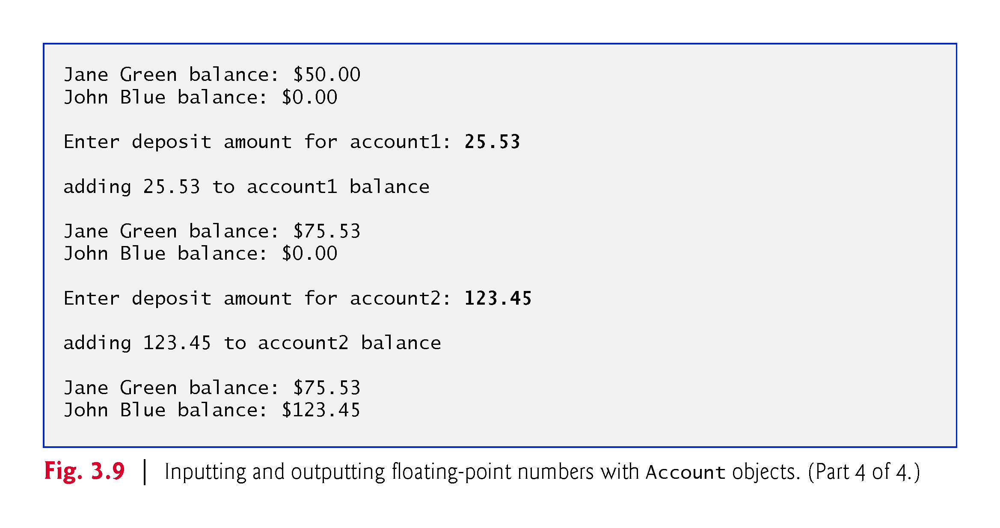 Jane Green balance: $50.00
John Blue balance: $0.00
Enter deposit amount for account1: 25.53
adding 25.53 to account1 balance
Jane Green balance: $75.53
John Blue balance: $0.00
Enter deposit amount for account2: 123.45
adding 123.45 to account2 balance
Jane Green balance: $75.53
John Blue balance: $123.45
Fig. 3.9 | Inputting and outputting floating-point numbers with Account objects. (Part 4 of 4.)